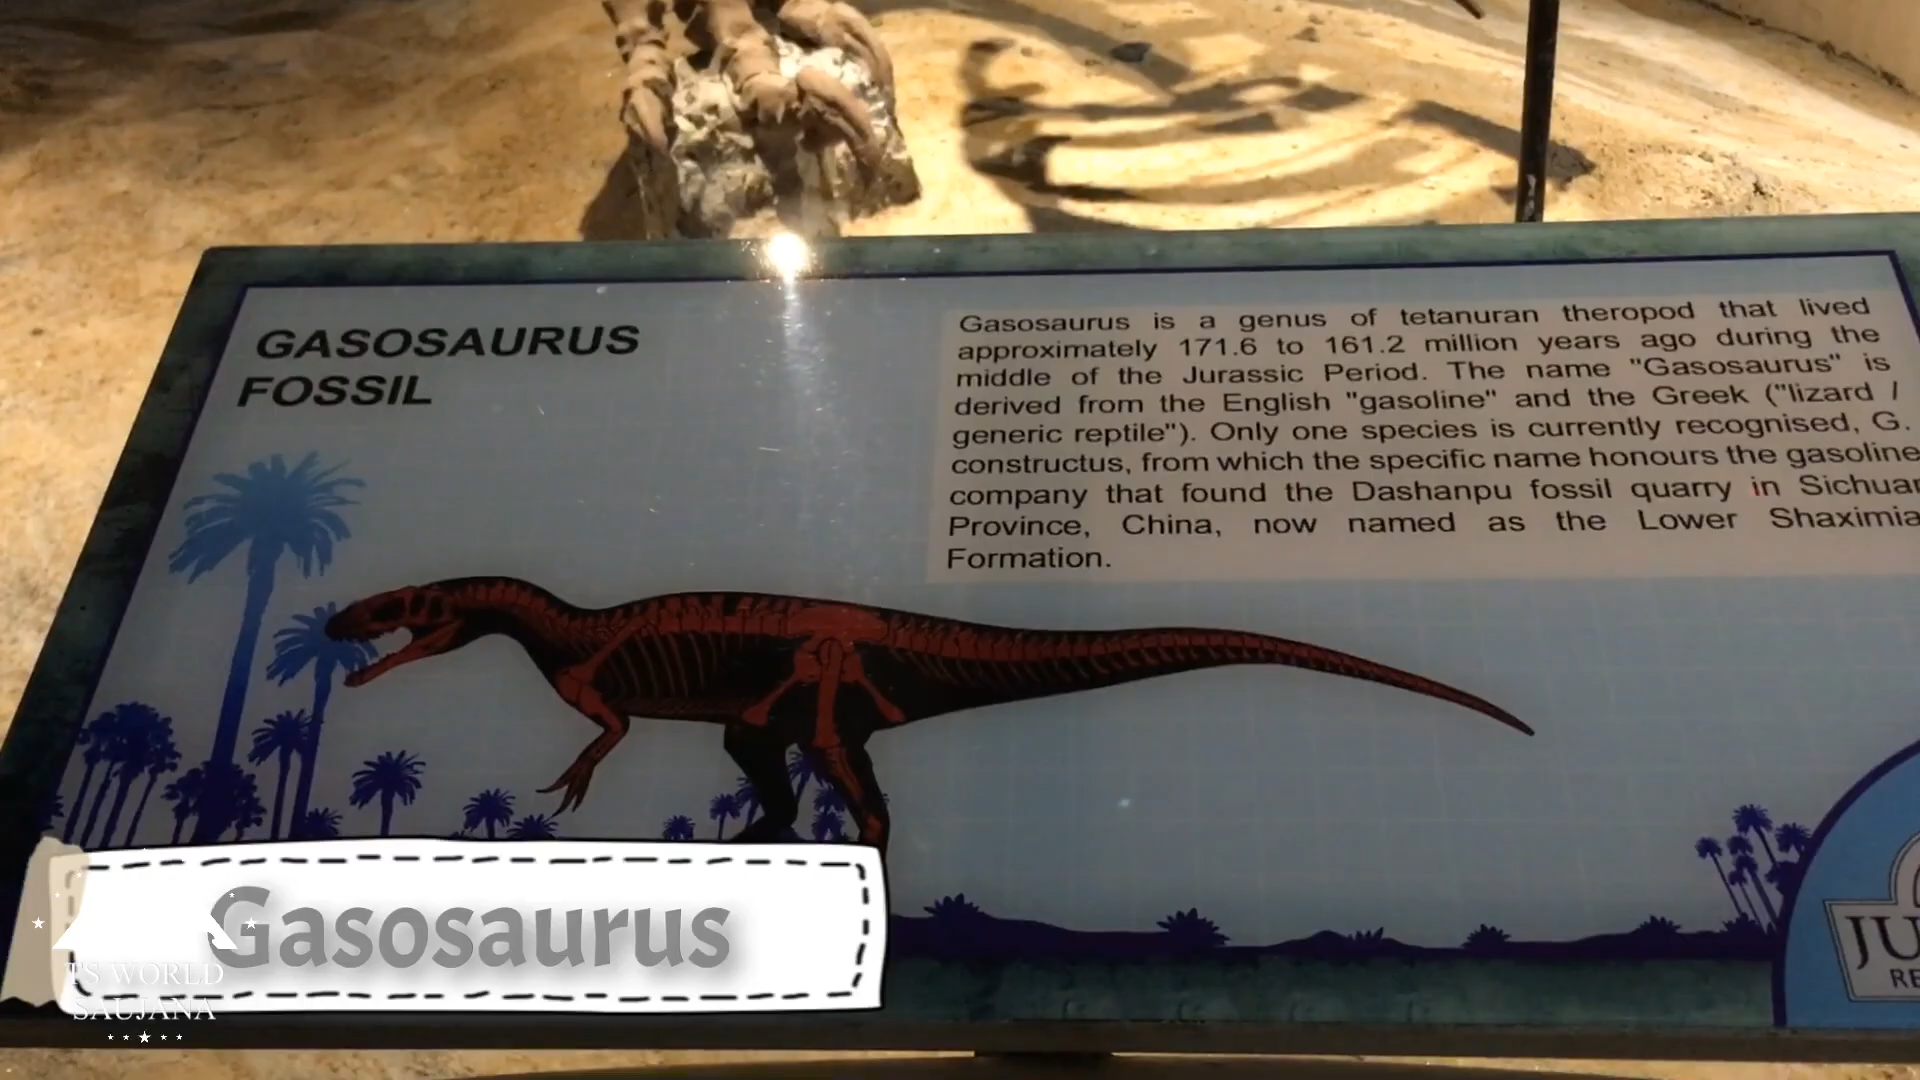 GASOSAURUS
FOSSIL
Gasosaurus is a genus of tetanuran theropod that lived
approximately 171.6 to 161.2 million years ago during the
middle of the Jurassic Period. The name "Gasosaurus" is
derived from the English "gasoline" and the Greek ("lizard /
generic reptile"). Only one species is currently recognised, G.
constructus, from which the specific name honours the gasoline
company that found the Dashanpu fossil quarry in Sichuan
Province, China, now named as the Lower Shaximia
Formation.
Gasosaurus
TS WORLD
SAUJANA
JU
RE